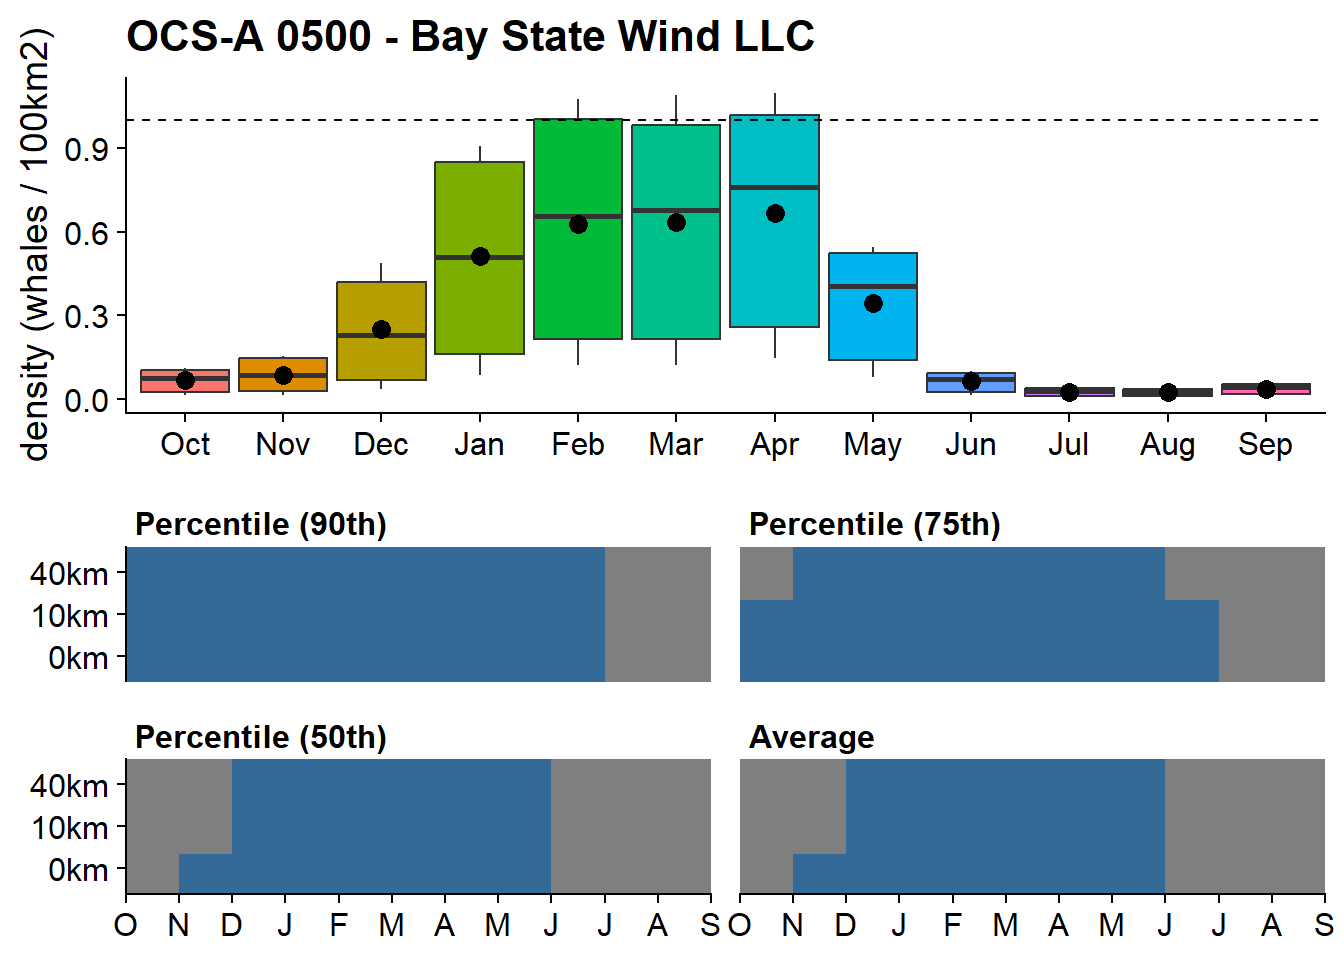 OCS-A 0500 - Bay State Wind LLC
density (whales / 100km2)
0.9
0.6
0.3
0.0
Oct Nov Dec Jan Feb Mar Apr May Jun Jul Aug Sep
Percentile (90th) Percentile (75th)
40km
10km
0km
Percentile (50th) Average
40km
10km
0km
O N D J F M A M J J A S O N D J F M A M J J A S